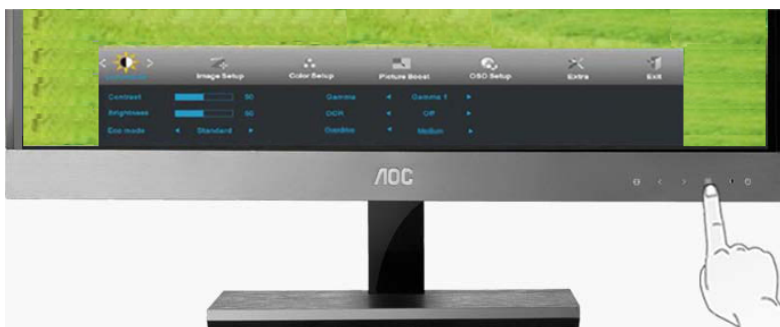 Luminance Image Setup Color Setup Picture Boost OSD Setup Extra Exit
Contrast 50 Gamma Gamma 1
Brightness 50 DCR Off
Eco mode Standard Overdrive Medium
AOC